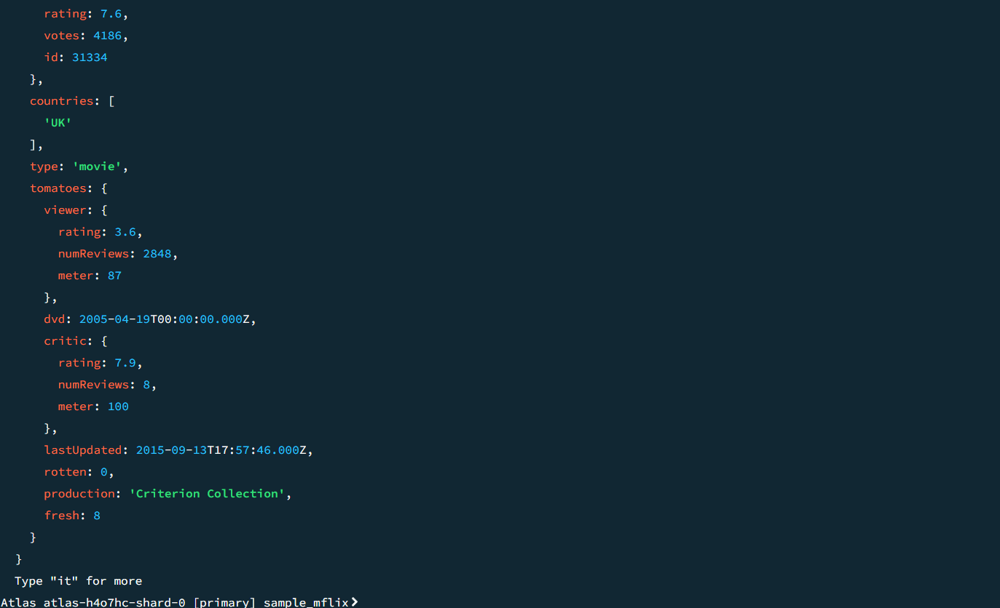 rating: 7.6,
votes: 4186,
id: 31334
},
countries: [
'UK'
],
type: 'movie',
tomatoes: {
viewer: {
rating: 3.6,
numReviews: 2848,
meter: 87
},
dvd: 2005-04-19T00:00:00.000Z,
critic: {
rating: 7.9,
numReviews: 8,
meter: 100
},
lastUpdated: 2015-09-13T17:57:46.000Z,
rotten: 0,
production: 'Criterion Collection',
fresh: 8
}
}
Type "it" for more
Atlas atlas-h4o7hc-shard-0 [primary] sample_mflix>